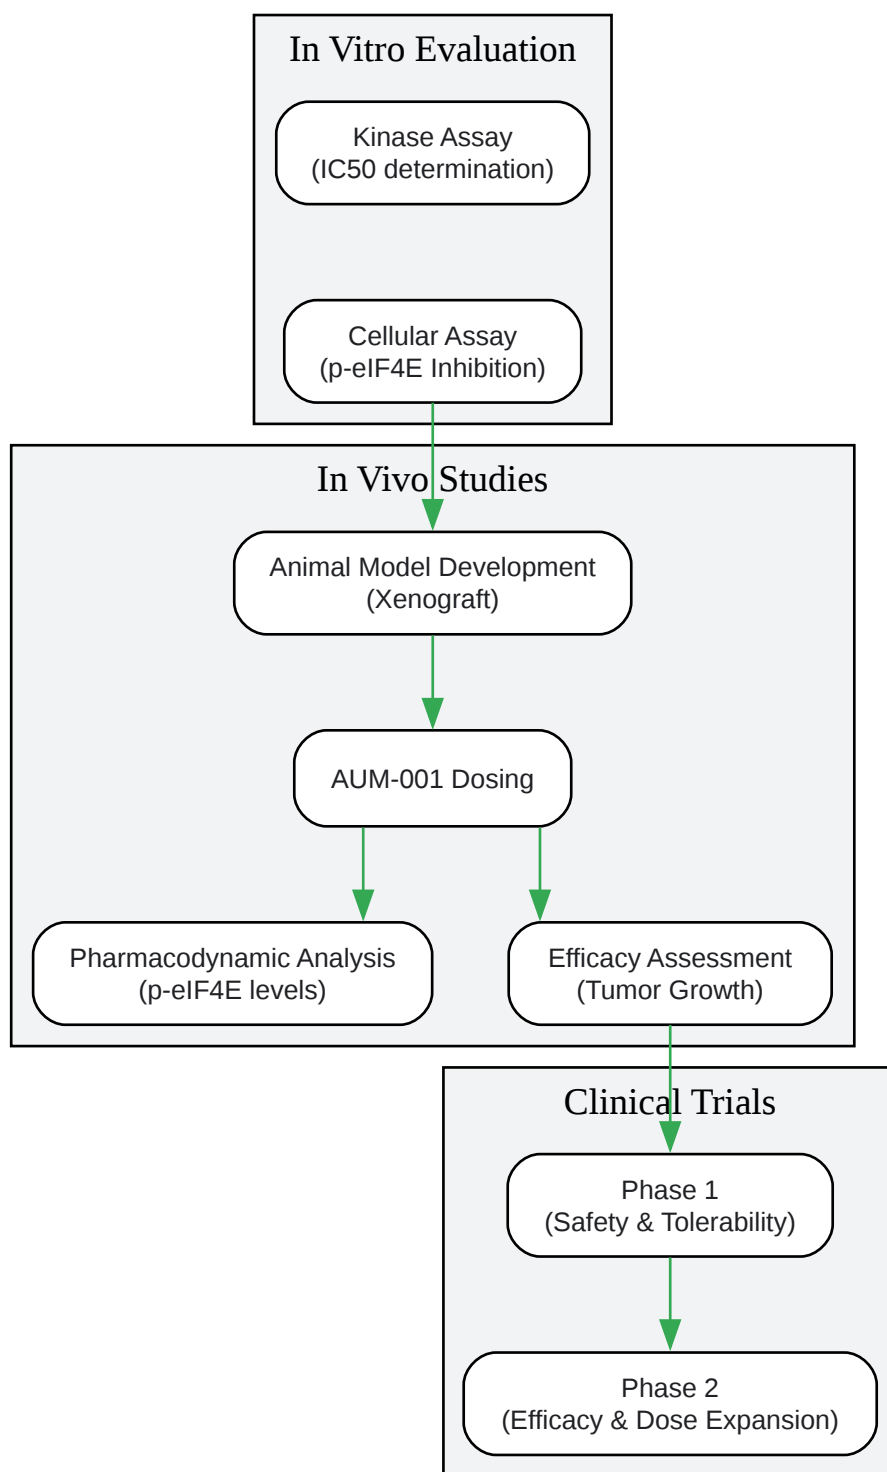 In Vitro Evaluation
Kinase Assay
(IC50 determination)
Cellular Assay
(p-eIF4E Inhibition)
In Vivo Studies
Animal Model Development
(Xenograft)
AUM-001 Dosing
Pharmacodynamic Analysis
(p-eIF4E levels)
Efficacy Assessment
(Tumor Growth)
Clinical Trials
Phase 1
(Safety & Tolerability)
Phase 2
(Efficacy & Dose Expansion)